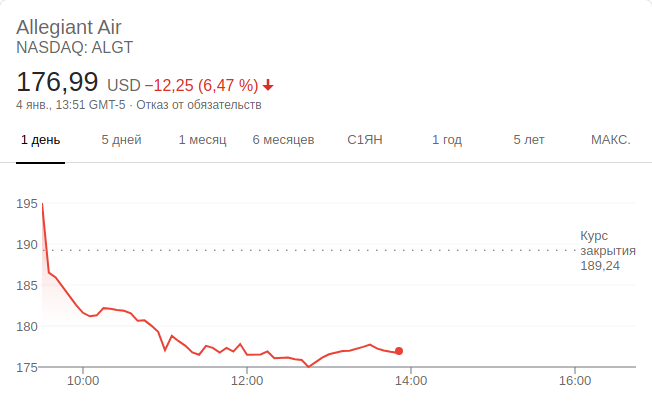 Allegiant Air
NASDAQ: ALGT
176,99 USD −12,25 (6,47 %)
4 янв., 13:51 GMT-5 · Отказ от обязательств
1 день 5 дней 1 месяц 6 месяцев С1ЯН 1 год 5 лет МАКС.
195
190
185
180
175
Курс
закрытия
189,24
10:00 12:00 14:00 16:00